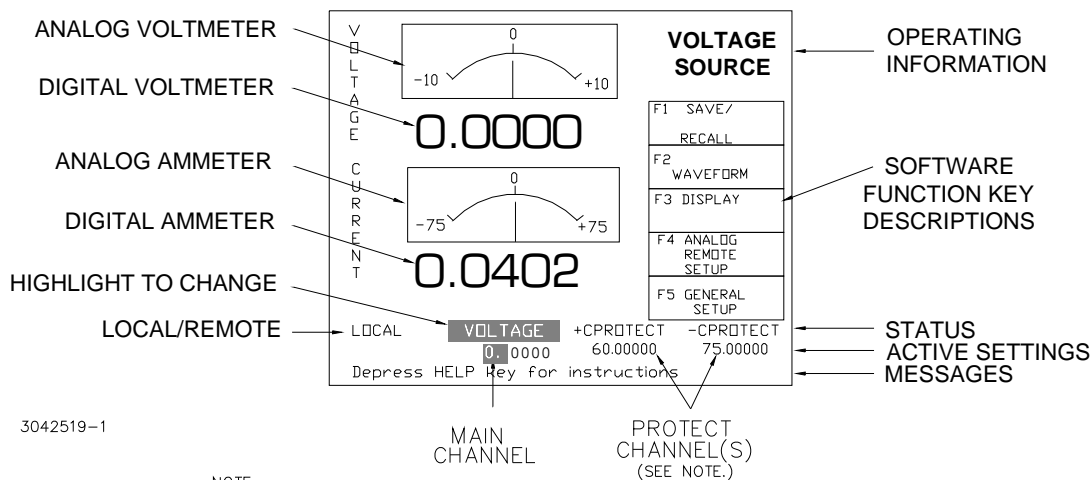 ANALOG VOLTMETER
DIGITAL VOLTMETER
ANALOG AMMETER
DIGITAL AMMETER
HIGHLIGHT TO CHANGE
LOCAL/REMOTE
VOLTAGE
CURRENT
0
-10
+10
0.0000
0
-75
+75
0.0402
VOLTAGE
SOURCE
F1 SAVE/
RECALL
F2
WAVEFORM
F3 DISPLAY
F4 ANALOG
REMOTE
SETUP
F5 GENERAL
SETUP
LOCAL VOLTAGE +CPROTECT -CPROTECT
0.0000 60.00000 75.00000
Depress HELP key for instructions
OPERATING
INFORMATION
SOFTWARE
FUNCTION KEY
DESCRIPTIONS
STATUS
ACTIVE SETTINGS
MESSAGES
MAIN
CHANNEL
PROTECT
CHANNEL(S)
(SEE NOTE.)
3042519-1
NOTE